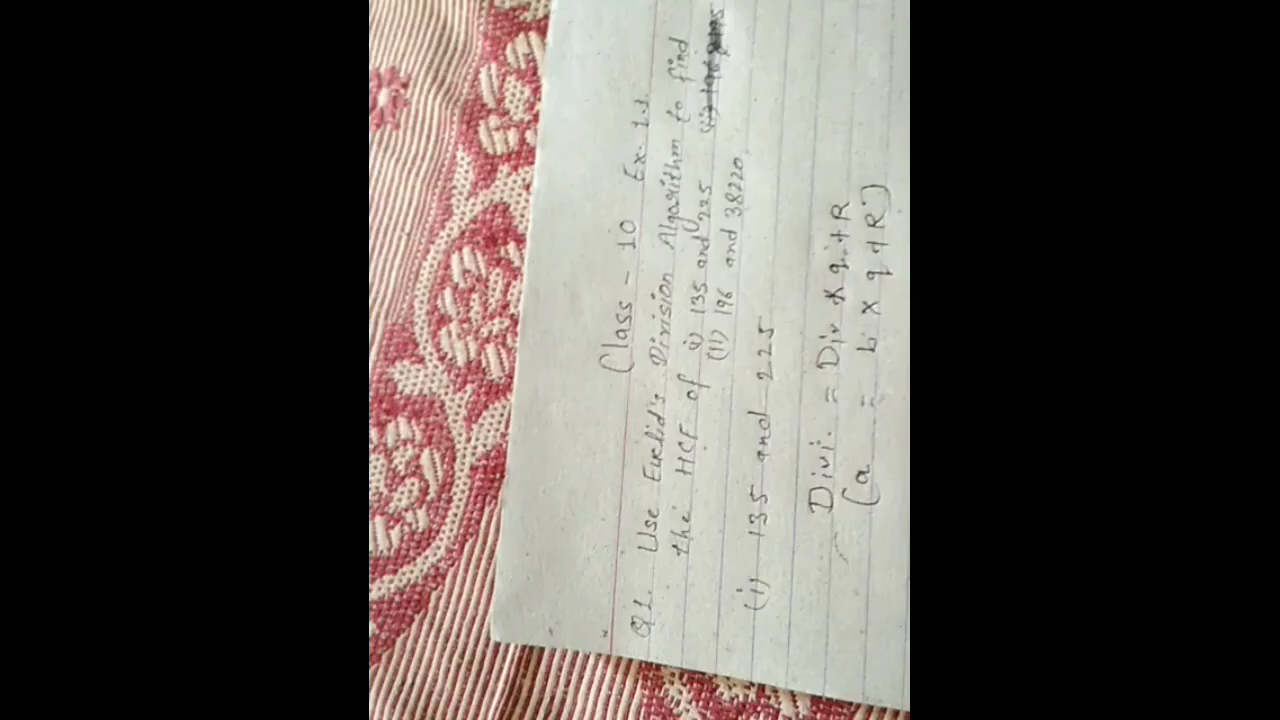 Class - 10 Ex. 1.1
Q1. Use Euclid's Division Algorithm to find
the HCF of i) 135 and 225
(II) 196 and 38220
(i) 135 and 225
Divi. = Div × q. + R
(a = b × q + R)